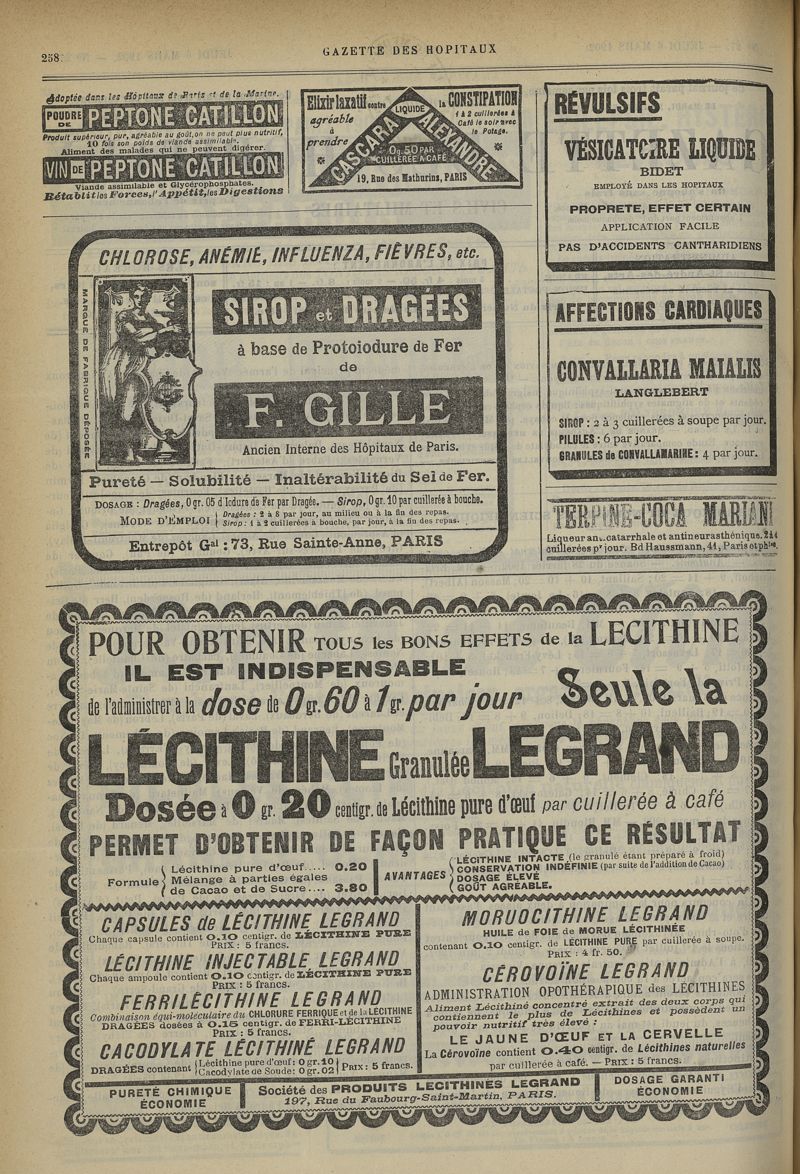 258.
GAZETTE DES HOPITAUX
Adoptée dans les Hôpitaux de Paris et de la Marine.
POUDRE DE PEPTONE CATILLON
Produit supérieur, pur, agréable au goût, on ne peut plus nutritif,
10 fois son poids de viande assimilable.
Aliment des malades qui ne peuvent digérer.
VIN DE PEPTONE CATILLON
Viande assimilable et Glycérophosphates.
Rétablit les Forces, l'Appétit, les Digestions
Elixir laxatif contre la CONSTIPATION
agréable
à
prendre
LIQUIDE
1 à 2 cuillerées à
Café le soir avec
le Potage.
CASCARA ALEXANDRE
0g.50 PAR
CUILLERÉE A CAFÉ
19, Rue des Mathurins, PARIS
RÉVULSIFS
VÉSICATOIRE LIQUIDE
BIDET
EMPLOYÉ DANS LES HOPITAUX
PROPRETE, EFFET CERTAIN
APPLICATION FACILE
PAS D'ACCIDENTS CANTHARIDIENS
CHLOROSE, ANÉMIE, INFLUENZA, FIÈVRES, etc.
MARQUE DE FABRIQUE DÉPOSÉE
SIROP et DRAGÉES
à base de Protoiodure de Fer
de
F. GILLE
Ancien Interne des Hôpitaux de Paris.
Pureté — Solubilité — Inaltérabilité du Sel de Fer.
DOSAGE : Dragées, 0 gr. 05 d'Iodure de Fer par Dragée. — Sirop, 0 gr. 10 par cuillerée à bouche.
MODE D'EMPLOI
Dragées : 2 à 8 par jour, au milieu ou à la fin des repas.
Sirop : 1 à 2 cuillerées à bouche, par jour, à la fin des repas.
Entrepôt Gal : 73, Rue Sainte-Anne, PARIS
AFFECTIONS CARDIAQUES
CONVALLARIA MAIALIS
LANGLEBERT
SIROP : 2 à 3 cuillerées à soupe par jour.
PILULES : 6 par jour.
GRANULES de CONVALLAMARINE : 4 par jour.
TERPINE-COCA MARIANI
Liqueur anticatarrhale et antineurasthénique. 2 à 4
cuillerées pr jour. Bd Haussmann, 41, Paris et phies.
POUR OBTENIR TOUS les BONS EFFETS de la LECITHINE
IL EST INDISPENSABLE
de l'administrer à la dose de 0 gr. 60 à 1 gr. par jour
Seule la
LÉCITHINE Granulée LEGRAND
Dosée à 0 gr. 20 centigr. de Lécithine pure d'œuf par cuillerée à café
PERMET D'OBTENIR DE FAÇON PRATIQUE CE RÉSULTAT
Formule
Lécithine pure d'œuf..... 0.20
Mélange à parties égales
de Cacao et de Sucre.... 3.80
AVANTAGES
LÉCITHINE INTACTE (le granulé étant préparé à froid)
CONSERVATION INDÉFINIE (par suite de l'addition de Cacao)
DOSAGE ÉLEVÉ
GOÛT AGRÉABLE.
CAPSULES de LÉCITHINE LEGRAND
Chaque capsule contient 0.10 centigr. de LÉCITHINE PURE
PRIX : 5 francs.
LÉCITHINE INJECTABLE LEGRAND
Chaque ampoule contient 0.10 centigr. de LÉCITHINE PURE
PRIX : 5 francs.
FERRILÉCITHINE LEGRAND
Combinaison équi-moléculaire du CHLORURE FERRIQUE et de la LÉCITHINE
DRAGÉES dosées à 0.15 centigr. de FERRI-LÉCITHINE
PRIX : 5 francs.
CACODYLATE LÉCITHINÉ LEGRAND
DRAGÉES contenant
Lécithine pure d'œuf : 0 gr. 10
Cacodylate de Soude : 0 gr. 02
PRIX : 5 francs.
MORUOCITHINE LEGRAND
HUILE de FOIE de MORUE LÉCITHINÉE
contenant 0.10 centigr. de LÉCITHINE PURE par cuillerée à soupe.
PRIX : 4 fr. 50.
CÉROVOÏNE LEGRAND
ADMINISTRATION OPOTHÉRAPIQUE des LÉCITHINES
Aliment Lécithiné concentré extrait des deux corps qui
contiennent le plus de Lécithines et possèdent un
pouvoir nutritif très élevé :
LE JAUNE D'ŒUF ET LA CERVELLE
La Cérovoïne contient 0.40 centigr. de Lécithines naturelles
par cuillerée à café. — PRIX : 5 francs.
PURETÉ CHIMIQUE
ÉCONOMIE
Société des PRODUITS LECITHINÉS LEGRAND
197, Rue du Faubourg-Saint-Martin, PARIS.
DOSAGE GARANTI
ÉCONOMIE